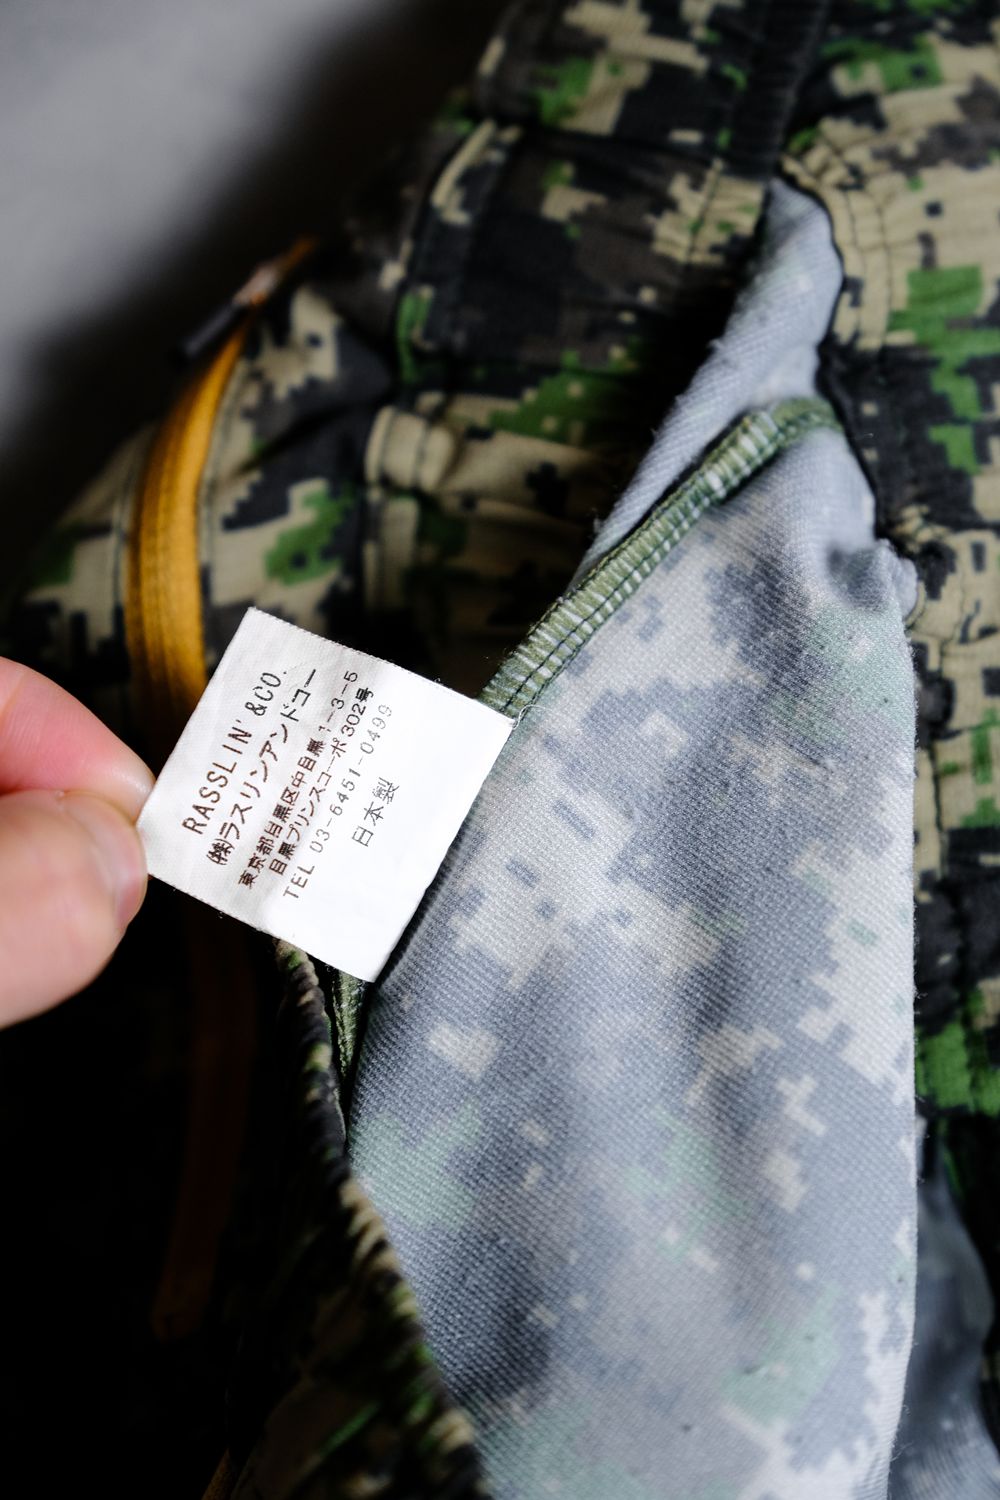 RASSLIN' &CO.
(株)ラスリンアンドコー
東京都目黒区中目黒1-3-5
目黒プリンスコーポ302号
TEL 03-6451-0499
日本製